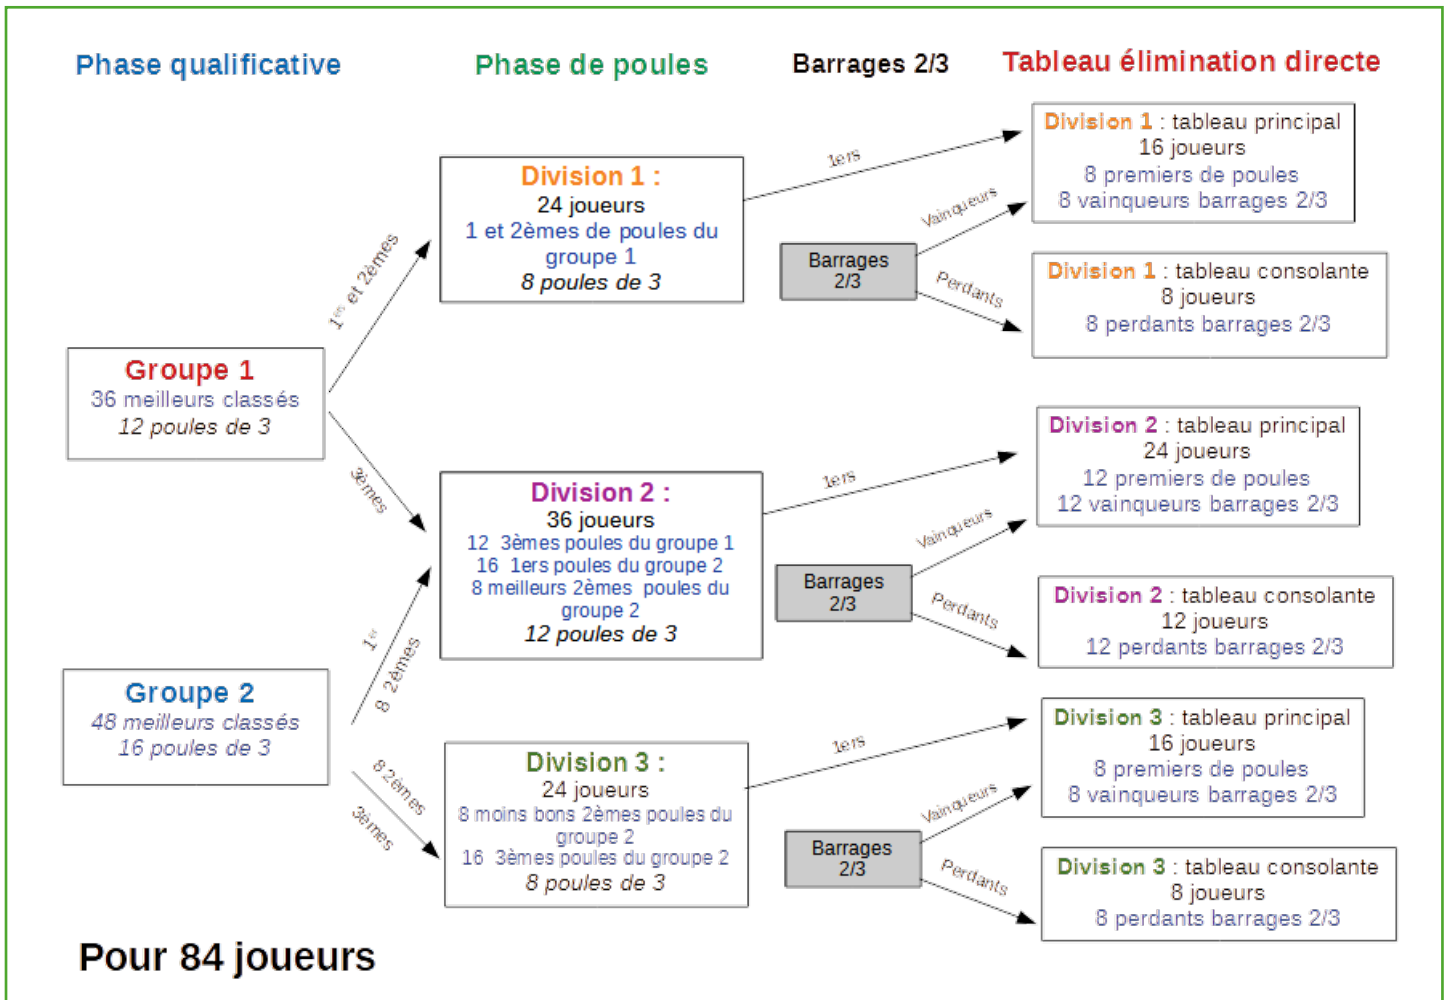 Phase qualificative
Phase de poules
Barrages 2/3
Tableau élimination directe
Groupe 1
36 meilleurs classés
12 poules de 3
Groupe 2
48 meilleurs classés
16 poules de 3
1ers et 2èmes
3èmes
1er
8 2èmes
8 2èmes
3èmes
Division 1 :
24 joueurs
1 et 2èmes de poules du
groupe 1
8 poules de 3
Division 2 :
36 joueurs
12 3èmes poules du groupe 1
16 1ers poules du groupe 2
8 meilleurs 2èmes poules du
groupe 2
12 poules de 3
Division 3 :
24 joueurs
8 moins bons 2èmes poules du
groupe 2
16 3èmes poules du groupe 2
8 poules de 3
1ers
Barrages
2/3
Vainqueurs
Perdants
1ers
Barrages
2/3
Vainqueurs
Perdants
1ers
Barrages
2/3
Vainqueurs
Perdants
Division 1 : tableau principal
16 joueurs
8 premiers de poules
8 vainqueurs barrages 2/3
Division 1 : tableau consolante
8 joueurs
8 perdants barrages 2/3
Division 2 : tableau principal
24 joueurs
12 premiers de poules
12 vainqueurs barrages 2/3
Division 2 : tableau consolante
12 joueurs
12 perdants barrages 2/3
Division 3 : tableau principal
16 joueurs
8 premiers de poules
8 vainqueurs barrages 2/3
Division 3 : tableau consolante
8 joueurs
8 perdants barrages 2/3
Pour 84 joueurs